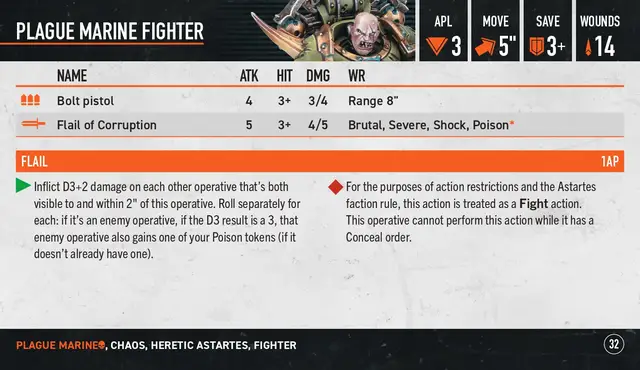 PLAGUE MARINE FIGHTER
APL 3
MOVE 5"
SAVE 3+
WOUNDS 14
NAME ATK HIT DMG WR
Bolt pistol 4 3+ 3/4 Range 8"
Flail of Corruption 5 3+ 4/5 Brutal, Severe, Shock, Poison*
FLAIL 1AP
Inflict D3+2 damage on each other operative that's both
visible to and within 2" of this operative. Roll separately for
each: if it's an enemy operative, if the D3 result is a 3, that
enemy operative also gains one of your Poison tokens (if it
doesn't already have one).
For the purposes of action restrictions and the Astartes
faction rule, this action is treated as a Fight action.
This operative cannot perform this action while it has a
Conceal order.
PLAGUE MARINE, CHAOS, HERETIC ASTARTES, FIGHTER
32